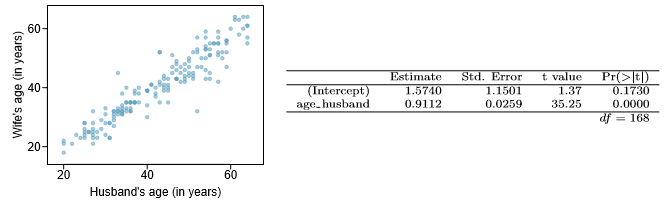 60
40
20
Wife's age (in years)
20 40 60
Husband's age (in years)
Estimate Std. Error t value Pr(>|t|)
(Intercept) 1.5740 1.1501 1.37 0.1730
age_husband 0.9112 0.0259 35.25 0.0000
df = 168